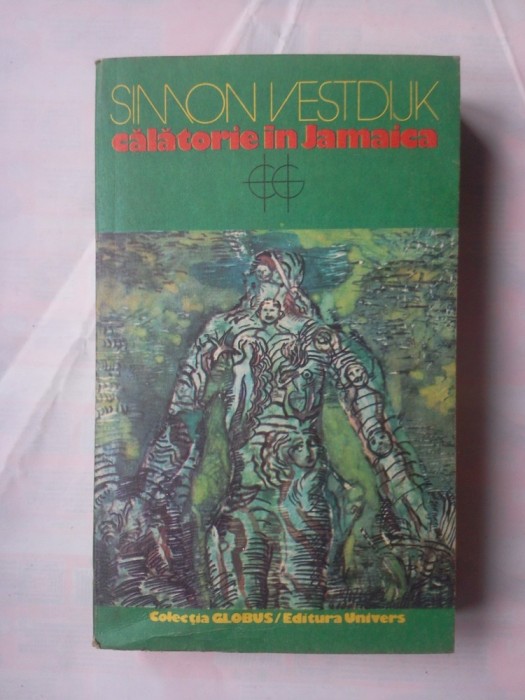 SIMON VESTDIJK
călătorie în Jamaica
Colecția GLOBUS/Editura Univers